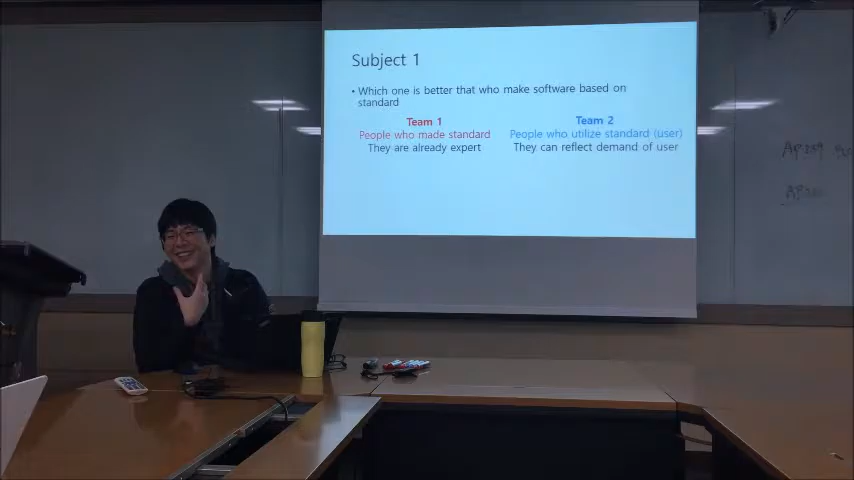 Subject 1
• Which one is better that who make software based on
standard
Team 1
People who made standard
They are already expert
Team 2
People who utilize standard (user)
They can reflect demand of user